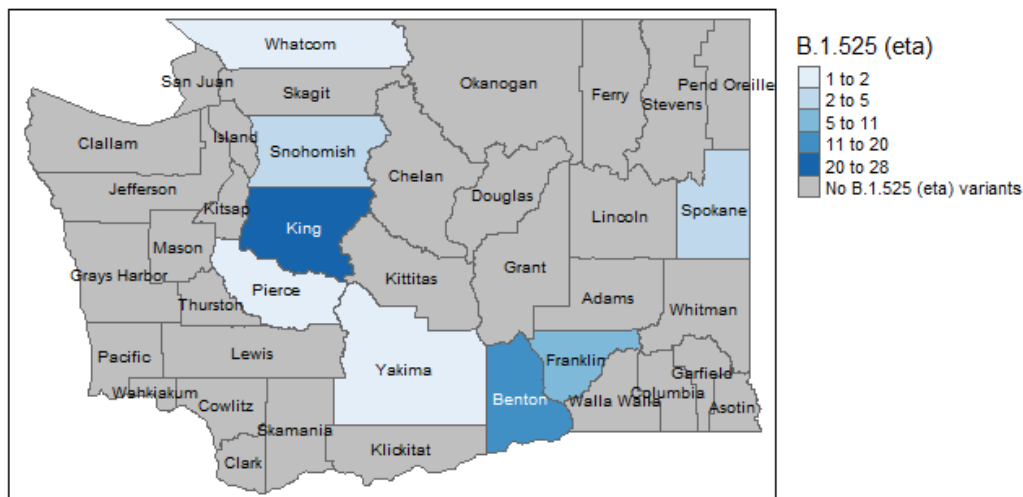 Whatcom
San Juan
Skagit
Okanogan
Ferry
Stevens
Pend Oreille
Clallam
Island
Snohomish
Chelan
Douglas
Jefferson
Kitsap
King
Lincoln
Spokane
Mason
Grays Harbor
Pierce
Kittitas
Grant
Adams
Whitman
Thurston
Pacific
Lewis
Yakima
Franklin
Garfield
Wahkiakum
Cowlitz
Benton
Walla Walla
Columbia
Asotin
Skamania
Klickitat
Clark
B.1.525 (eta)
1 to 2
2 to 5
5 to 11
11 to 20
20 to 28
No B.1.525 (eta) variants